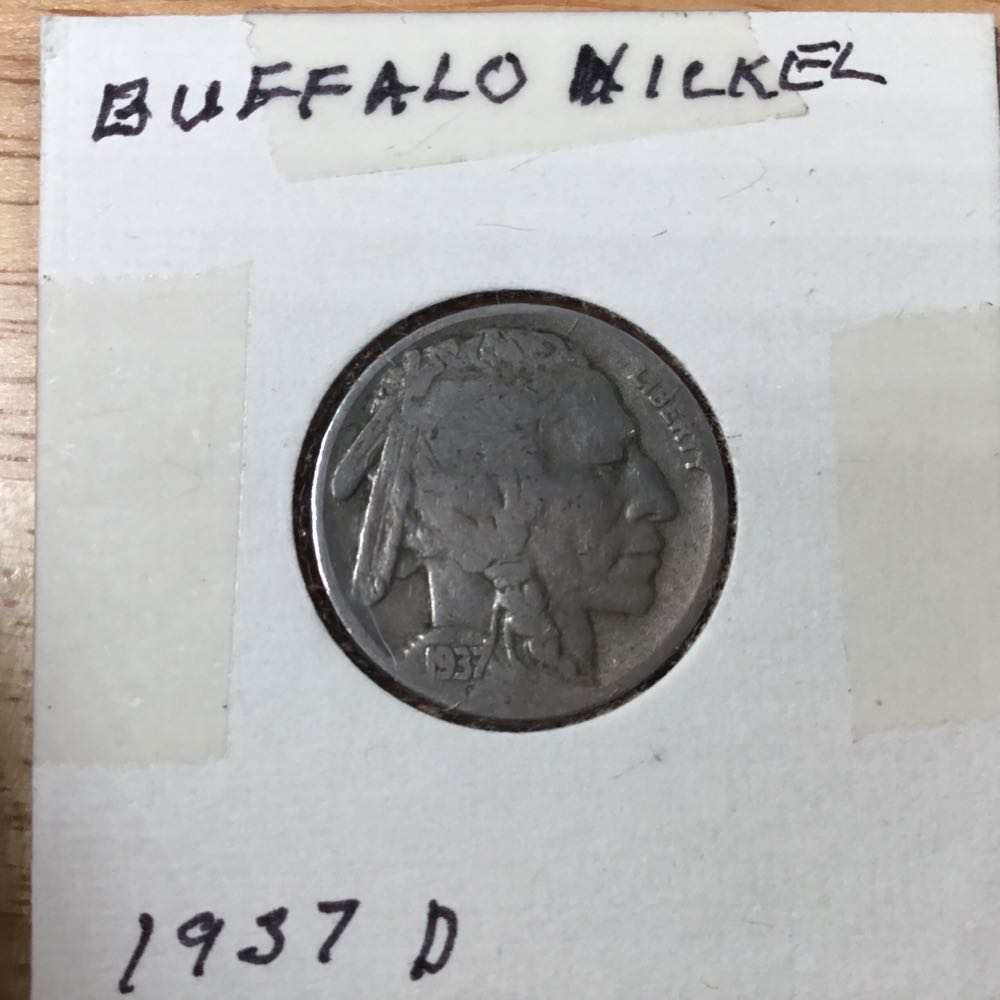 BUFFALO NICKEL
LIBERTY
1937
F
1937 D